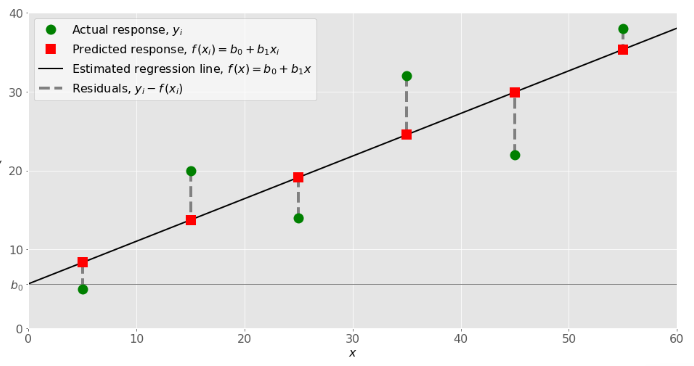 Actual response, yᵢ
Predicted response, f(xᵢ) = b₀ + b₁xᵢ
Estimated regression line, f(x) = b₀ + b₁x
Residuals, yᵢ − f(xᵢ)
40
30
20
10
b₀
0
0 10 20 30 40 50 60
x